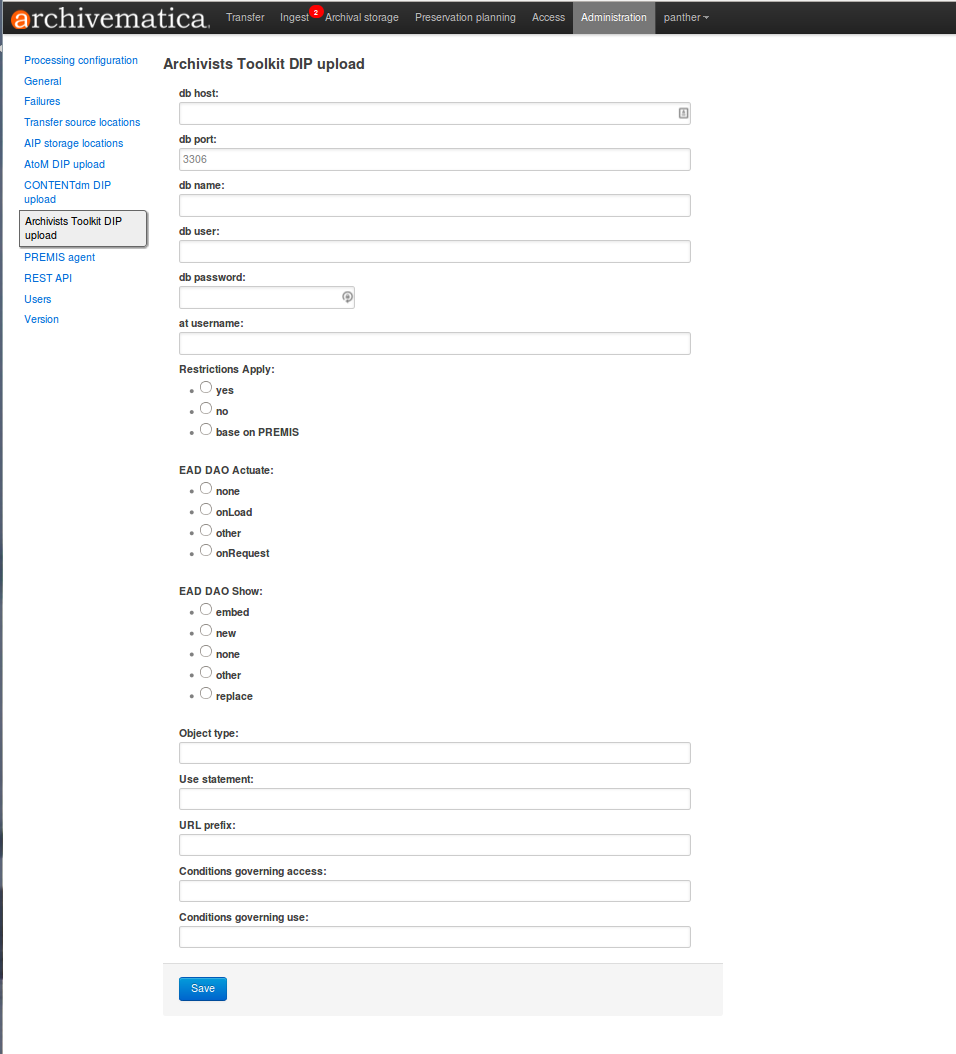 archivematica.
Transfer
Ingest
2
Archival storage
Preservation planning
Access
Administration
panther
Processing configuration
General
Failures
Transfer source locations
AIP storage locations
AtoM DIP upload
CONTENTdm DIP
upload
Archivists Toolkit DIP
upload
PREMIS agent
REST API
Users
Version
Archivists Toolkit DIP upload
db host:
db port:
3306
db name:
db user:
db password:
at username:
Restrictions Apply:
yes
no
base on PREMIS
EAD DAO Actuate:
none
onLoad
other
onRequest
EAD DAO Show:
embed
new
none
other
replace
Object type:
Use statement:
URL prefix:
Conditions governing access:
Conditions governing use:
Save